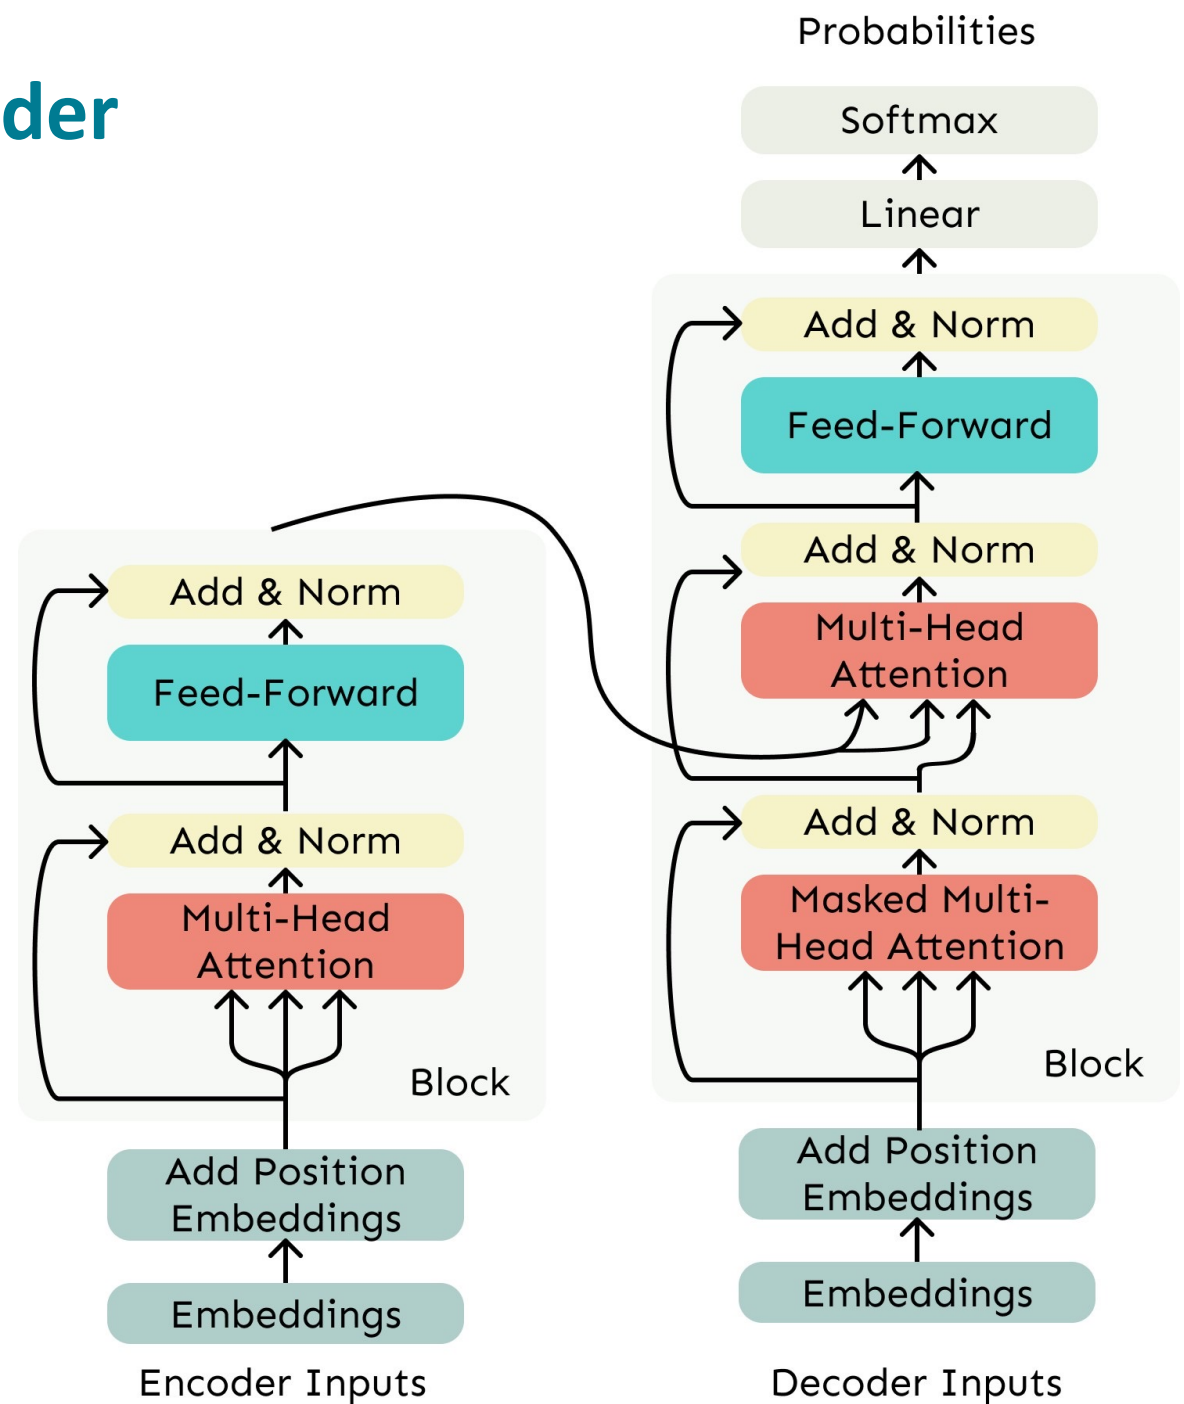 der
Probabilities
Softmax
Linear
Add & Norm
Feed-Forward
Add & Norm
Multi-Head
Attention
Add & Norm
Masked Multi-
Head Attention
Block
Add Position
Embeddings
Embeddings
Decoder Inputs
Add & Norm
Feed-Forward
Add & Norm
Multi-Head
Attention
Block
Add Position
Embeddings
Embeddings
Encoder Inputs